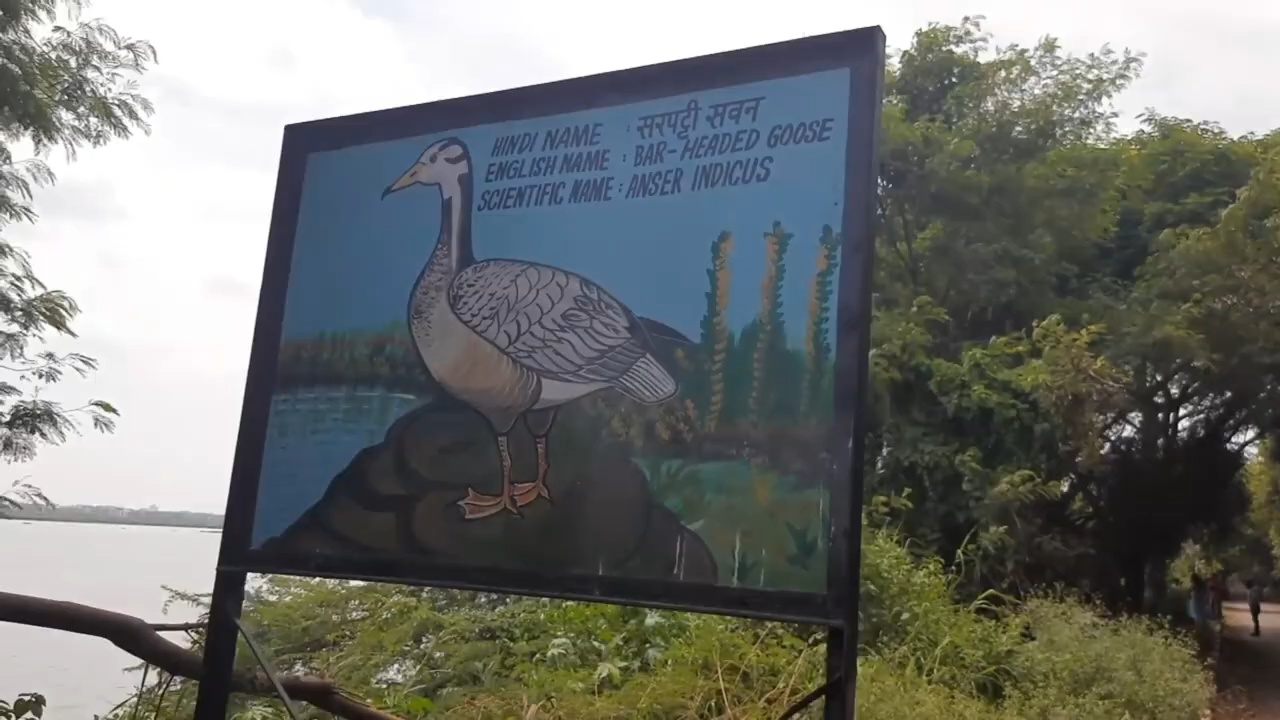 HINDI NAME : सरपट्टी सवन
ENGLISH NAME : BAR-HEADED GOOSE
SCIENTIFIC NAME : ANSER INDICUS